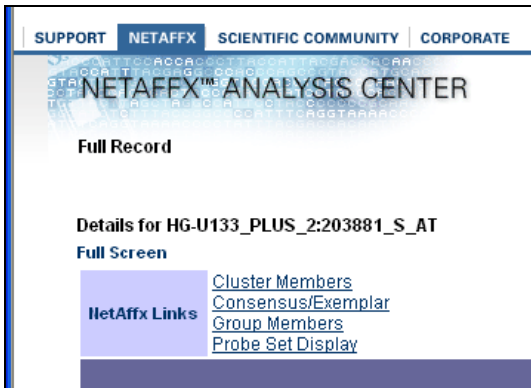 SUPPORT NETAFFX SCIENTIFIC COMMUNITY CORPORATE
NETAFFX™ ANALYSIS CENTER
Full Record
Details for HG-U133_PLUS_2:203881_S_AT
Full Screen
NetAffx Links
Cluster Members
Consensus/Exemplar
Group Members
Probe Set Display